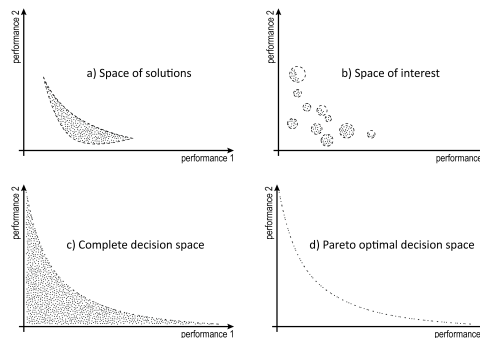 performance 2
a) Space of solutions
performance 1
performance 2
b) Space of interest
performance
performance 2
c) Complete decision space
performance 1
performance 2
d) Pareto optimal decision space
performance